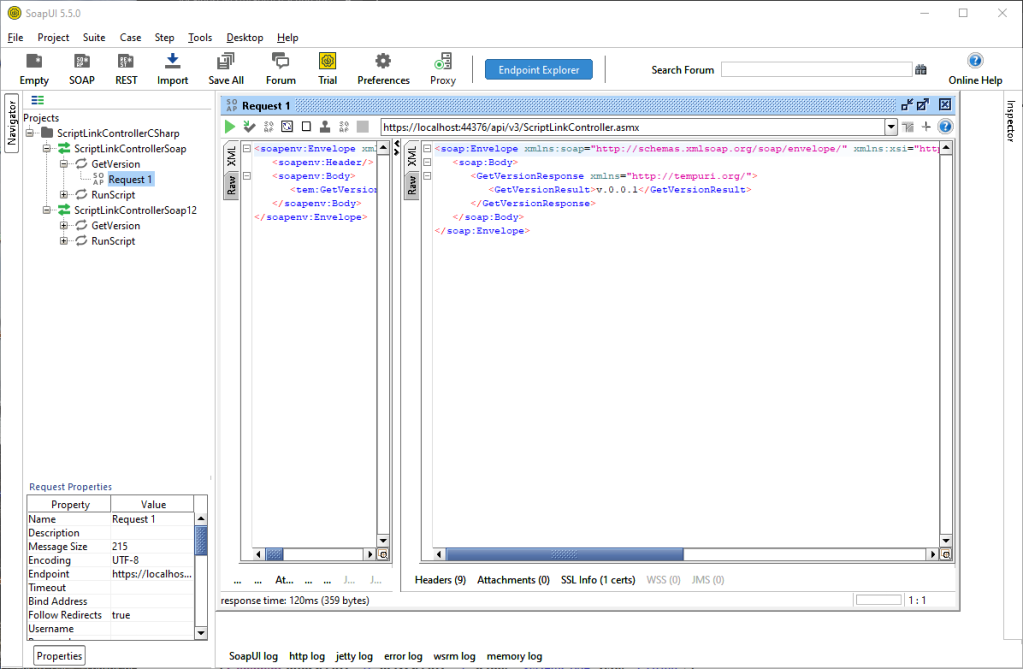 SoapUI 5.5.0
File Project Suite Case Step Tools Desktop Help
Empty SOAP REST Import Save All Forum Trial Preferences Proxy Endpoint Explorer Search Forum Online Help
Navigator
Projects
ScriptLinkControllerCSharp
ScriptLinkControllerSoap
GetVersion
SOAP Request 1
RunScript
ScriptLinkControllerSoap12
GetVersion
RunScript
Request Properties
Property Value
Name Request 1
Description
Message Size 215
Encoding UTF-8
Endpoint https://localhos...
Timeout
Bind Address
Follow Redirects true
Username
Properties
SOAP Request 1
https://localhost:44376/api/v3/ScriptLinkController.asmx
XML
Raw
<soapenv:Envelope xml
<soapenv:Header/>
<soapenv:Body>
<tem:GetVersion
</soapenv:Body>
</soapenv:Envelope>
... ... At... ... ... J... J...
XML
Raw
<soap:Envelope xmlns:soap="http://schemas.xmlsoap.org/soap/envelope/" xmlns:xsi="http
<soap:Body>
<GetVersionResponse xmlns="http://tempuri.org/">
<GetVersionResult>v.0.0.1</GetVersionResult>
</GetVersionResponse>
</soap:Body>
</soap:Envelope>
Headers (9) Attachments (0) SSL Info (1 certs) WSS (0) JMS (0)
response time: 120ms (359 bytes)
1 : 1
Inspector
SoapUI log http log jetty log error log wsrm log memory log